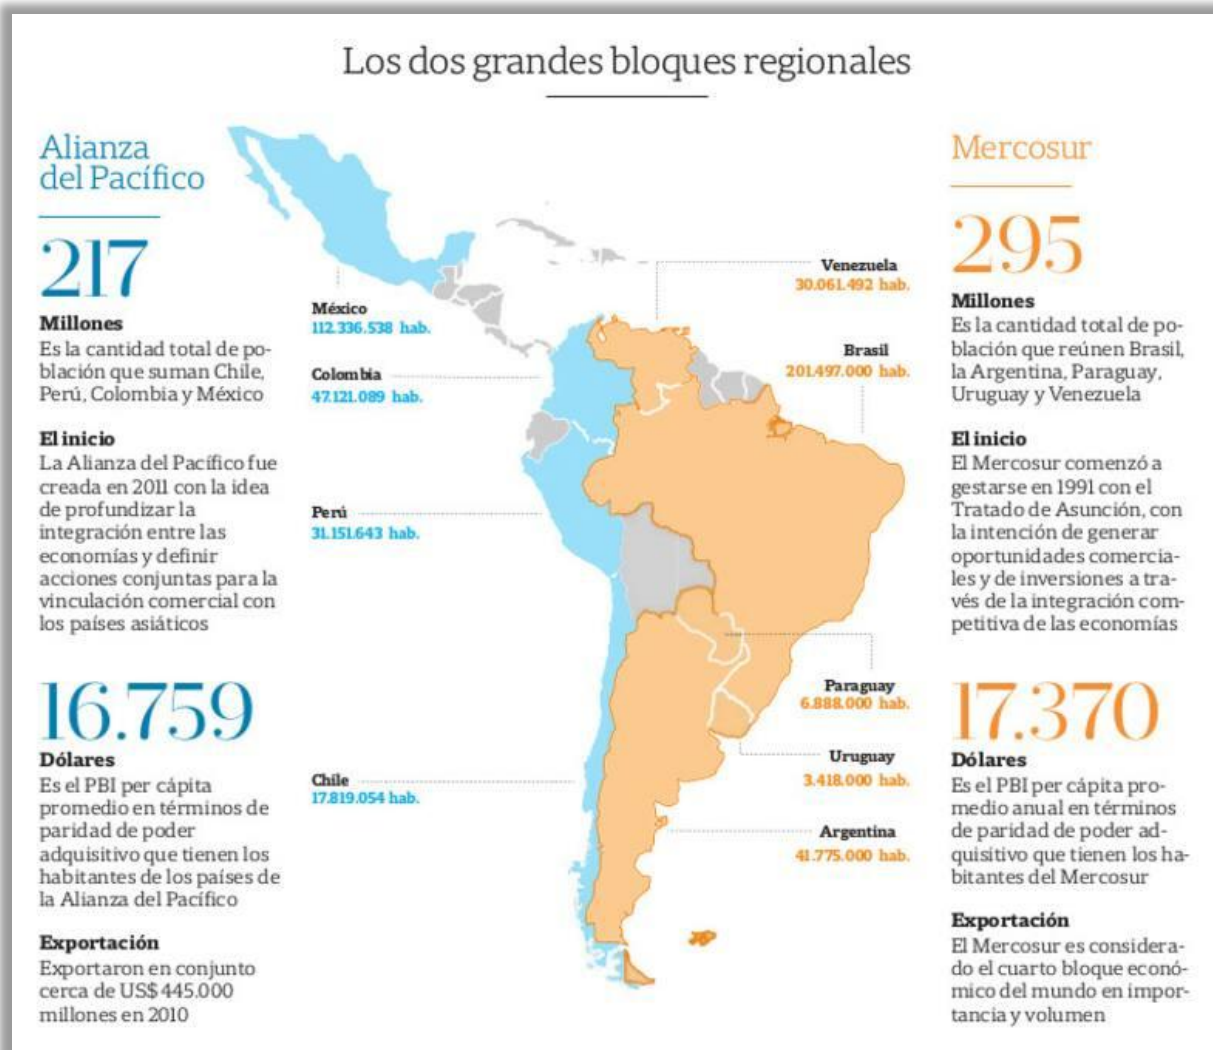 Los dos grandes bloques regionales
Alianza
del Pacífico
217
Millones
Es la cantidad total de po-
blación que suman Chile,
Perú, Colombia y México
El inicio
La Alianza del Pacífico fue
creada en 2011 con la idea
de profundizar la
integración entre las
economías y definir
acciones conjuntas para la
vinculación comercial con
los países asiáticos
16.759
Dólares
Es el PBI per cápita
promedio en términos de
paridad de poder
adquisitivo que tienen los
habitantes de los países de
la Alianza del Pacífico
Exportación
Exportaron en conjunto
cerca de US$ 445.000
millones en 2010
México
112.336.538 hab.
Colombia
47.121.089 hab.
Perú
31.151.643 hab.
Chile
17.819.054 hab.
Venezuela
30.061.492 hab.
Brasil
201.497.000 hab.
Paraguay
6.888.000 hab.
Uruguay
3.418.000 hab.
Argentina
41.775.000 hab.
Mercosur
295
Millones
Es la cantidad total de po-
blación que reúnen Brasil,
la Argentina, Paraguay,
Uruguay y Venezuela
El inicio
El Mercosur comenzó a
gestarse en 1991 con el
Tratado de Asunción, con
la intención de generar
oportunidades comercia-
les y de inversiones a tra-
vés de la integración com-
petitiva de las economías
17.370
Dólares
Es el PBI per cápita pro-
medio anual en términos
de paridad de poder ad-
quisitivo que tienen los ha-
bitantes del Mercosur
Exportación
El Mercosur es considera-
do el cuarto bloque econó-
mico del mundo en impor-
tancia y volumen